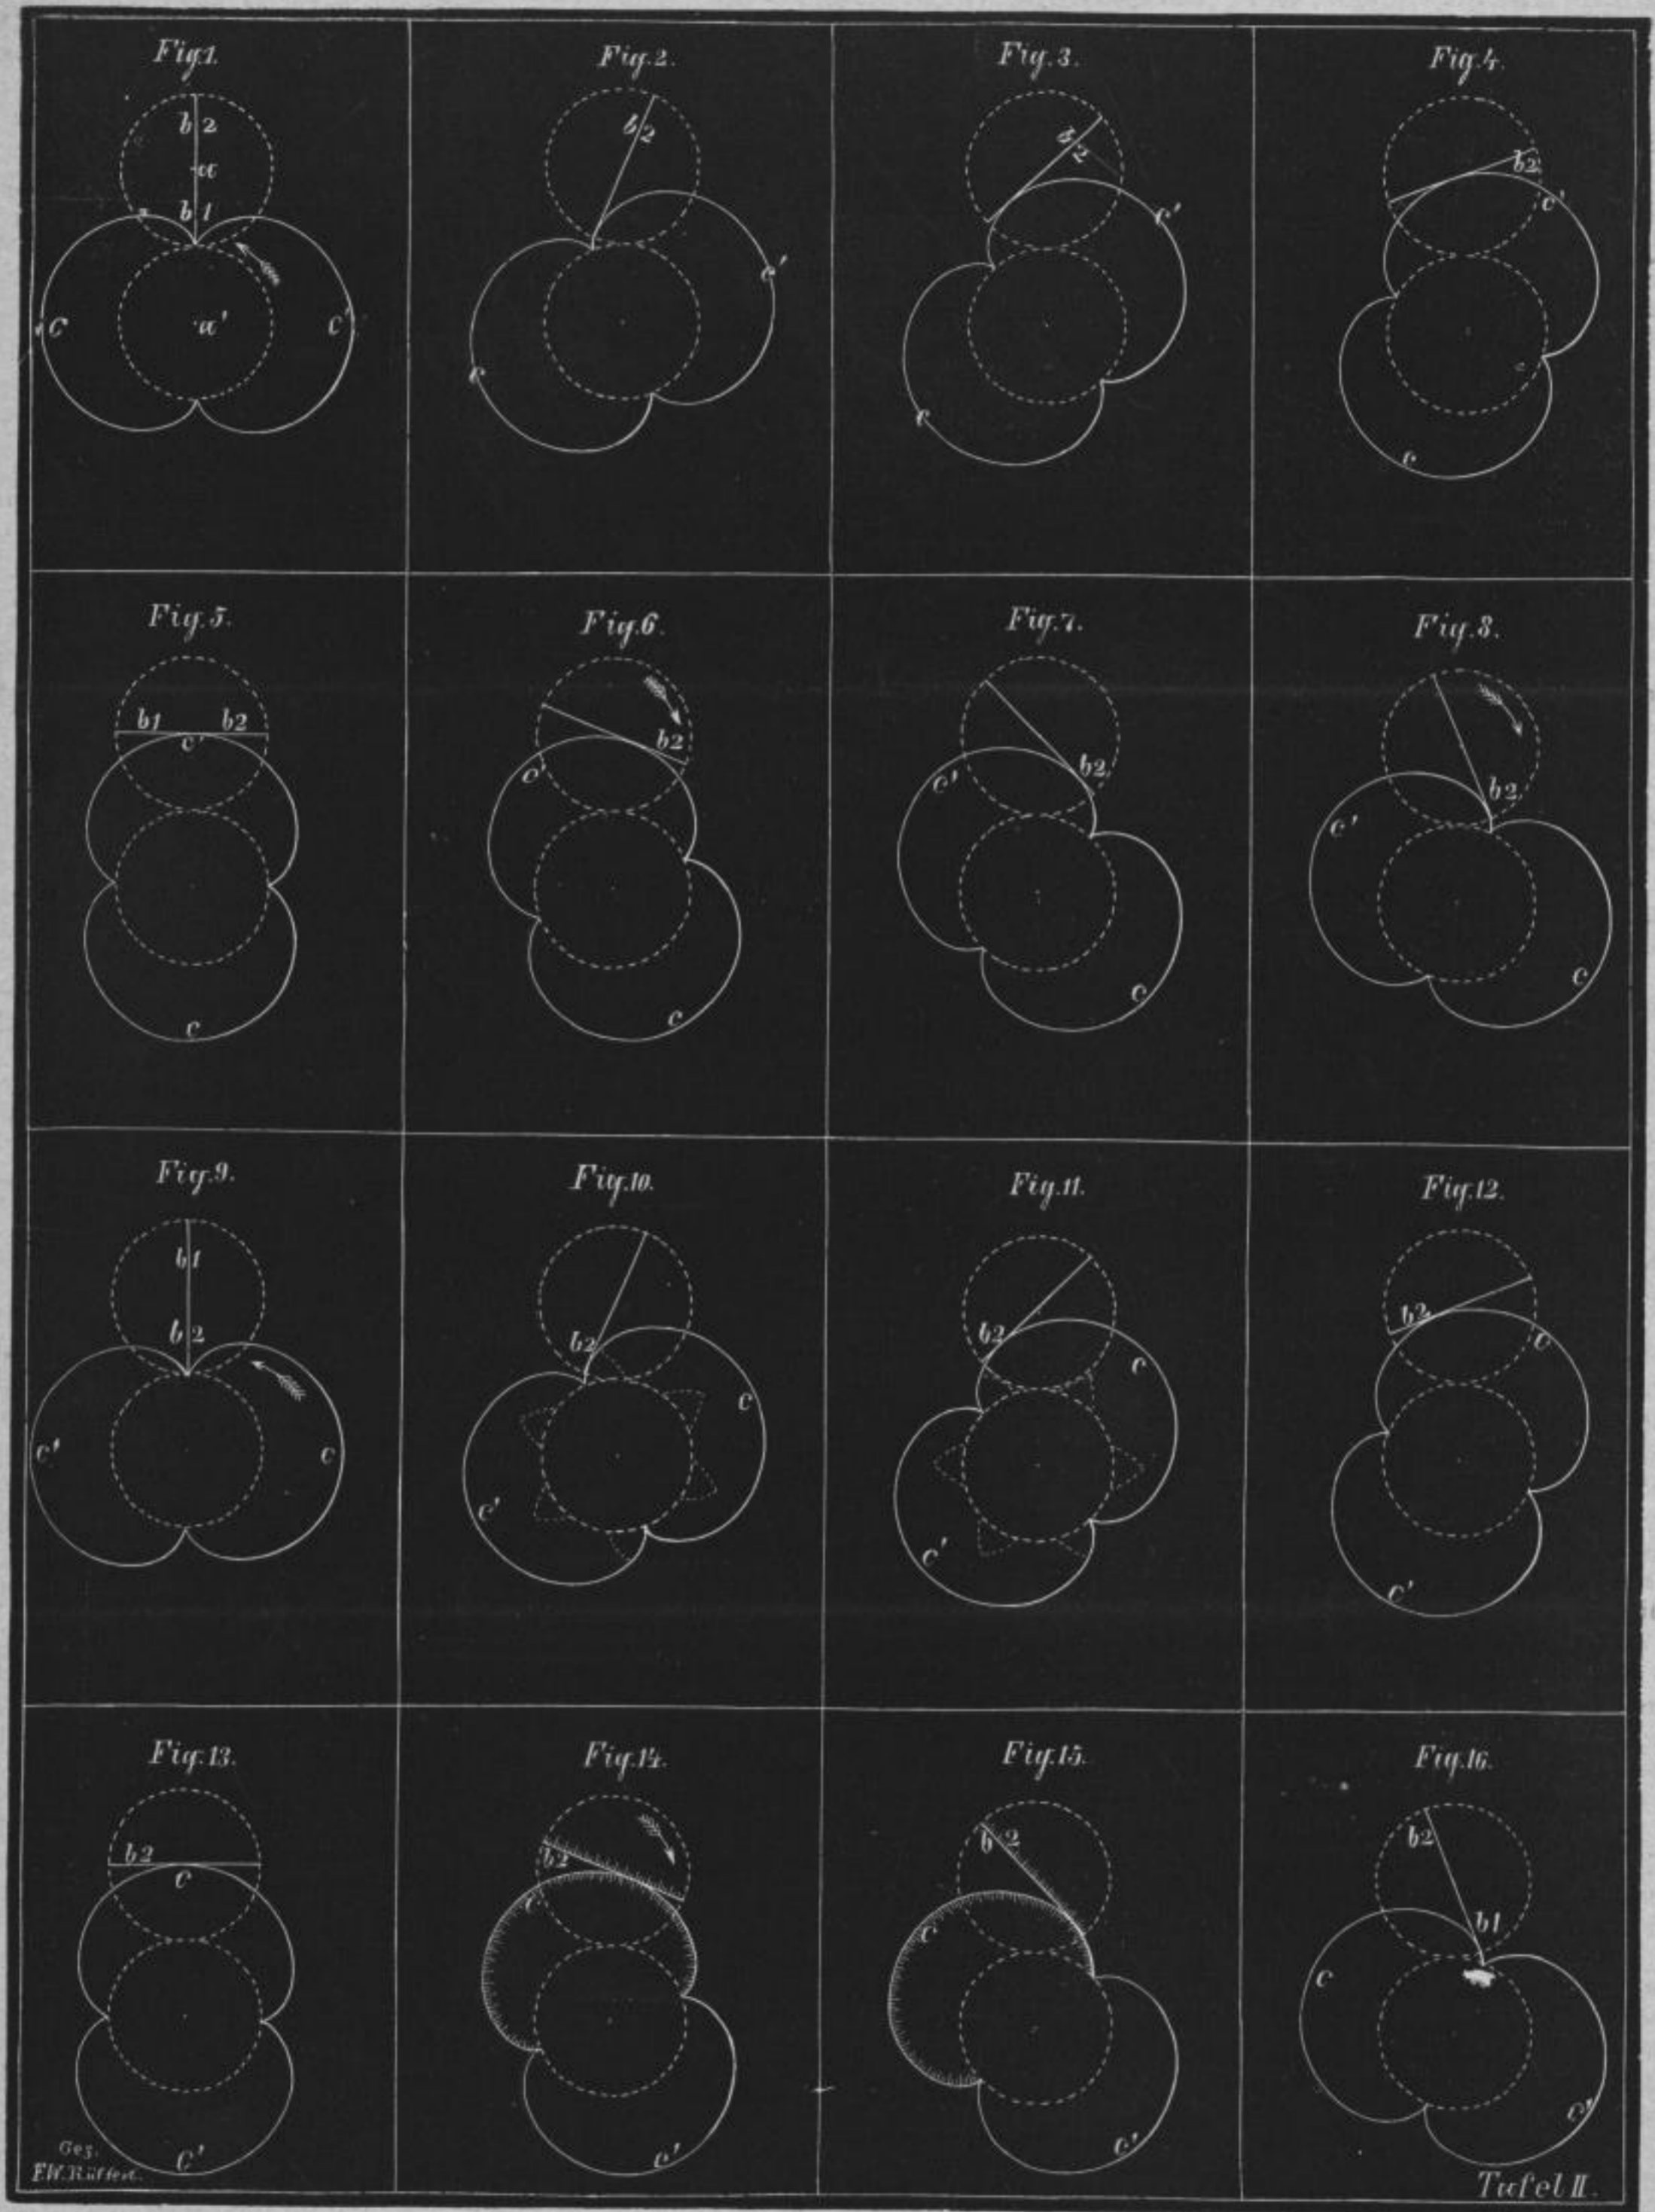 Fig.1.
b 2
a
b 1
c
a'
c'
Fig.2.
b 2
c'
c
Fig.3.
b 2
c'
c
Fig.4.
b2
c'
c
Fig.5.
b1 b2
c'
c
Fig.6.
b2
c'
c
Fig.7.
b2
c'
c
Fig.8.
b2
c'
c
Fig.9.
b 1
b 2
c' c
Fig.10.
b2
c
c'
Fig.11.
b2
c
c'
Fig.12.
b2
c
c'
Fig.13.
b2
c
c'
Fig.14.
b2
c
c'
Fig.15.
b 2
c
c'
Fig.16.
b2
b1
c
c'
Gez.
F.W. Rüffert.
Tafel II.